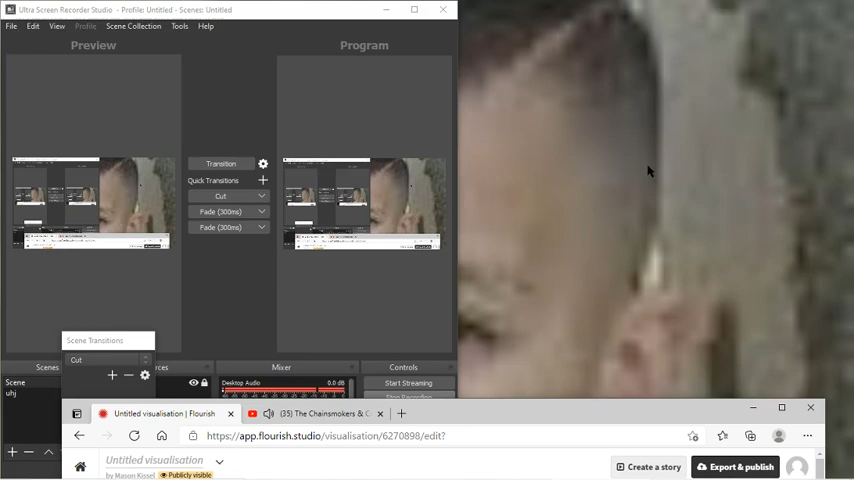 Ultra Screen Recorder Studio - Profile: Untitled - Scenes: Untitled
File Edit View Profile Scene Collection Tools Help
Preview
Program
Transition
Quick Transitions
Cut
Fade (300ms)
Fade (300ms)
Scene Transitions
Cut
Scenes
rces
Mixer
Controls
Scene
uhj
Desktop Audio
0.0 dB
Start Streaming
Untitled visualisation | Flourish
(35) The Chainsmokers & C
https://app.flourish.studio/visualisation/6270898/edit?
Untitled visualisation
by Mason Kissel
Publicly visible
Create a story
Export & publish